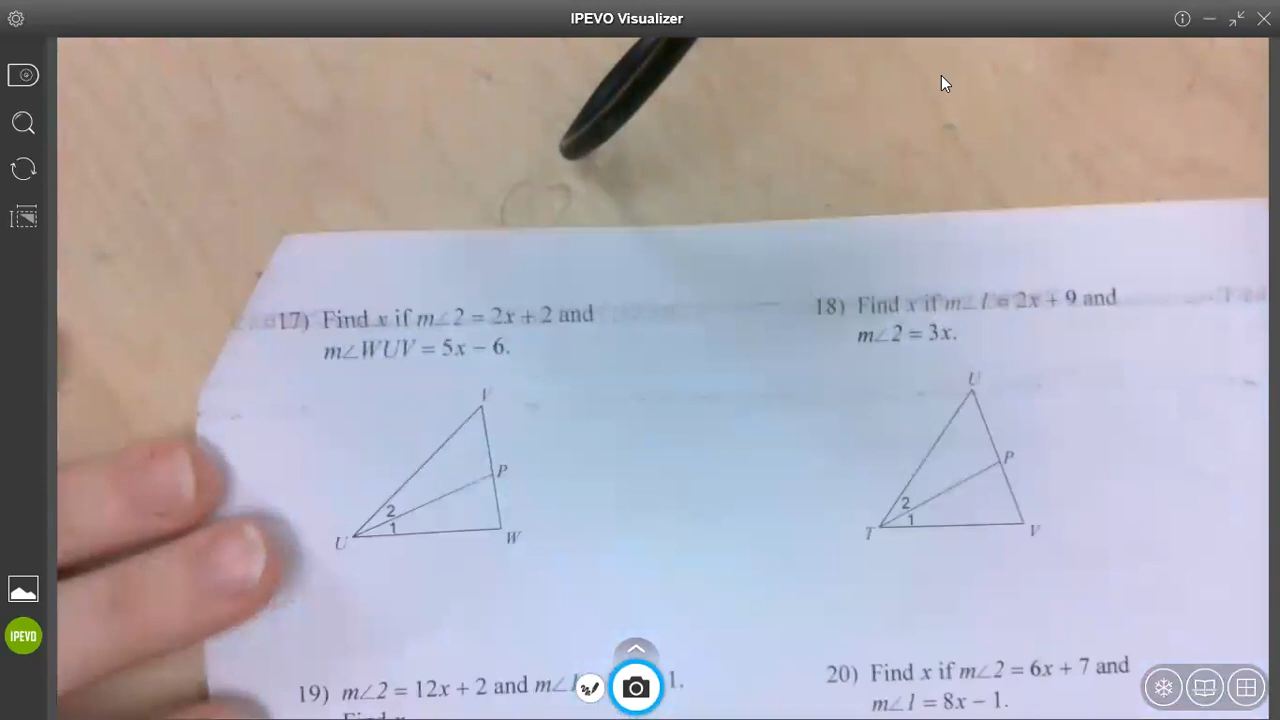 IPEVO Visualizer
17) Find x if m∠2 = 2x + 2 and
m∠WUV = 5x − 6.
V
P
2
1
U
W
18) Find x if m∠1 = 2x + 9 and
m∠2 = 3x.
U
P
2
1
T
V
IPEVO
19) m∠2 = 12x + 2 and m∠
1.
Find x
20) Find x if m∠2 = 6x + 7 and
m∠1 = 8x − 1.